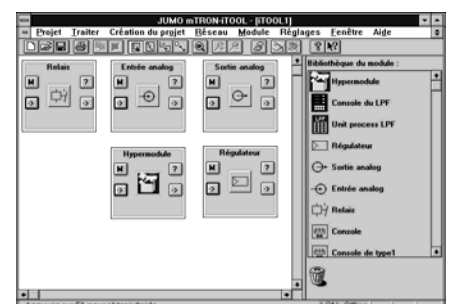 JUMO mTRON-iTOOL - [ITOOL1]
Projet Traiter Création du projet Réseau Module Réglages Fenêtre Aide
Relais
M ?
Entrée analog
M ?
Sortie analog
M ?
Hypermodule
M ?
Régulateur
M ?
Bibliothèque du module :
Hypermodule
Console du LPF
LPF
Unit process LPF
Régulateur
Sortie analog
Entrée analog
Relais
Console
Console de type1